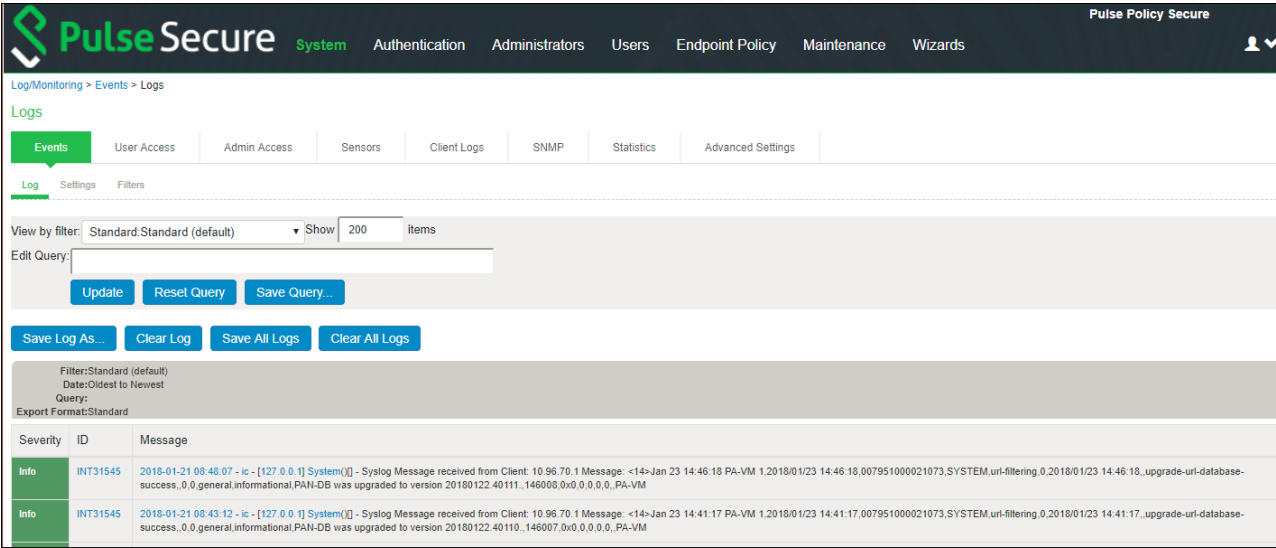 Pulse Policy Secure
Pulse Secure System Authentication Administrators Users Endpoint Policy Maintenance Wizards
Log/Monitoring > Events > Logs
Logs
Events User Access Admin Access Sensors Client Logs SNMP Statistics Advanced Settings
Log Settings Filters
View by filter: Standard:Standard (default) Show 200 items
Edit Query:
Update Reset Query Save Query...
Save Log As... Clear Log Save All Logs Clear All Logs
Filter:Standard (default)
Date:Oldest to Newest
Query:
Export Format:Standard
Severity ID Message
Info INT31545 2018-01-21 08:48:07 - ic - [127.0.0.1] System()[] - Syslog Message received from Client: 10.96.70.1 Message: <14>Jan 23 14:46:18 PA-VM 1,2018/01/23 14:46:18,007951000021073,SYSTEM,url-filtering,0,2018/01/23 14:46:18,,upgrade-url-database-
success,,0,0,general,informational,PAN-DB was upgraded to version 20180122.40111.,146008,0x0,0,0,0,0,,PA-VM
Info INT31545 2018-01-21 08:43:12 - ic - [127.0.0.1] System()[] - Syslog Message received from Client: 10.96.70.1 Message: <14>Jan 23 14:41:17 PA-VM 1,2018/01/23 14:41:17,007951000021073,SYSTEM,url-filtering,0,2018/01/23 14:41:17,,upgrade-url-database-
success,,0,0,general,informational,PAN-DB was upgraded to version 20180122.40110.,146007,0x0,0,0,0,0,,PA-VM